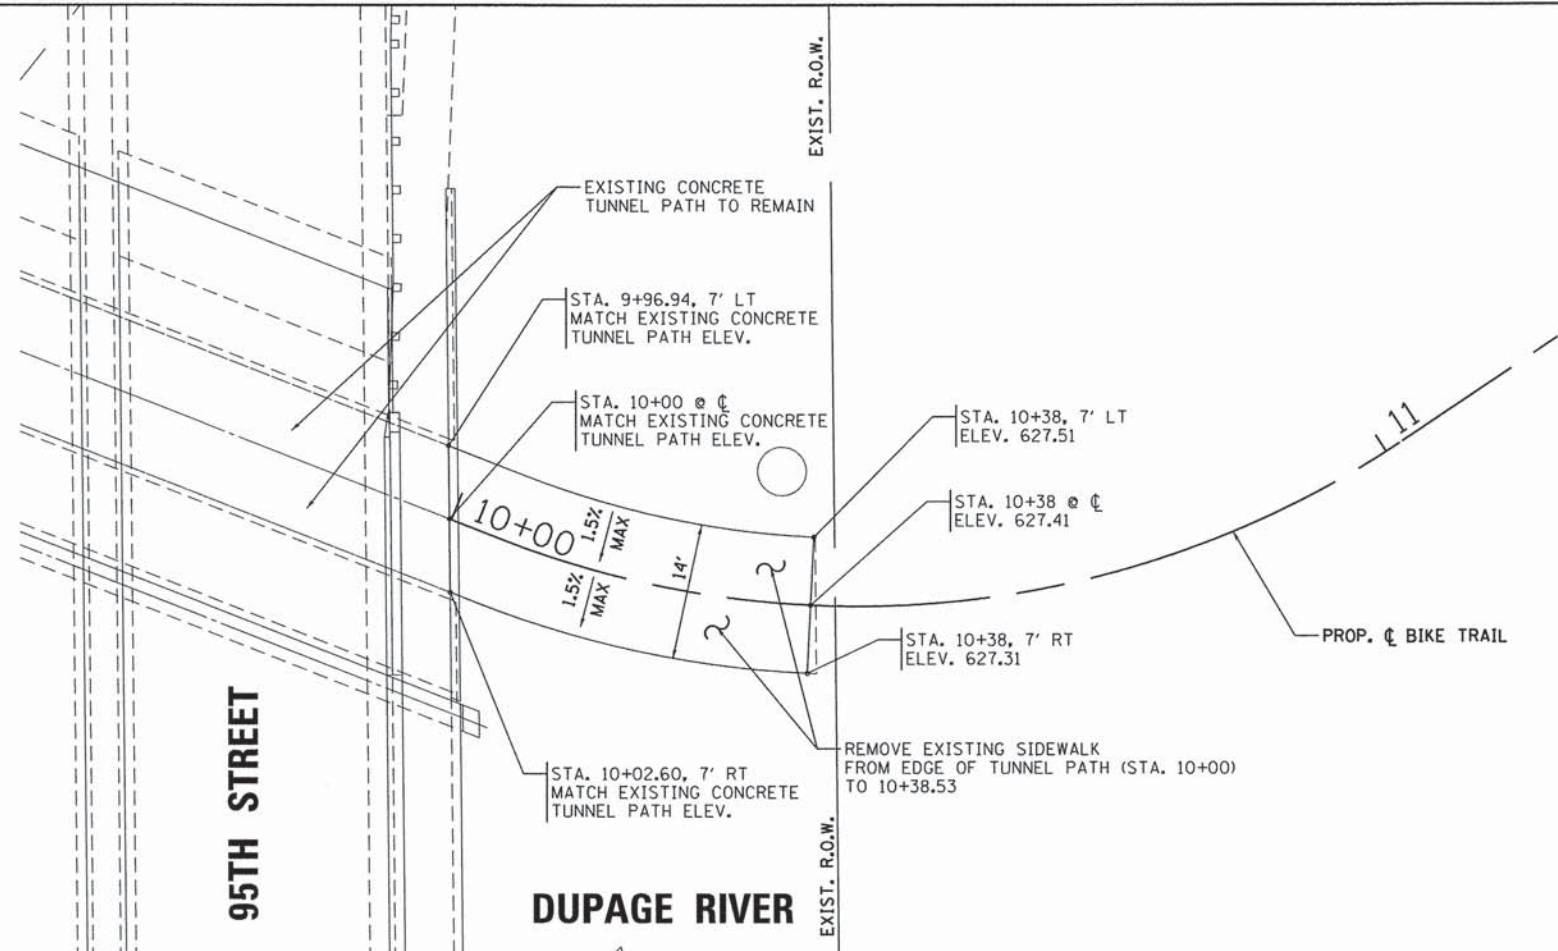 EXIST. R.O.W.
EXISTING CONCRETE
TUNNEL PATH TO REMAIN
STA. 9+96.94, 7' LT
MATCH EXISTING CONCRETE
TUNNEL PATH ELEV.
STA. 10+00 @ ℄
MATCH EXISTING CONCRETE
TUNNEL PATH ELEV.
STA. 10+38, 7' LT
ELEV. 627.51
11
STA. 10+38 @ ℄
ELEV. 627.41
10+00
1.5%
MAX
14'
1.5%
MAX
STA. 10+38, 7' RT
ELEV. 627.31
PROP. ℄ BIKE TRAIL
REMOVE EXISTING SIDEWALK
FROM EDGE OF TUNNEL PATH (STA. 10+00)
TO 10+38.53
STA. 10+02.60, 7' RT
MATCH EXISTING CONCRETE
TUNNEL PATH ELEV.
95TH STREET
DUPAGE RIVER
EXIST. R.O.W.